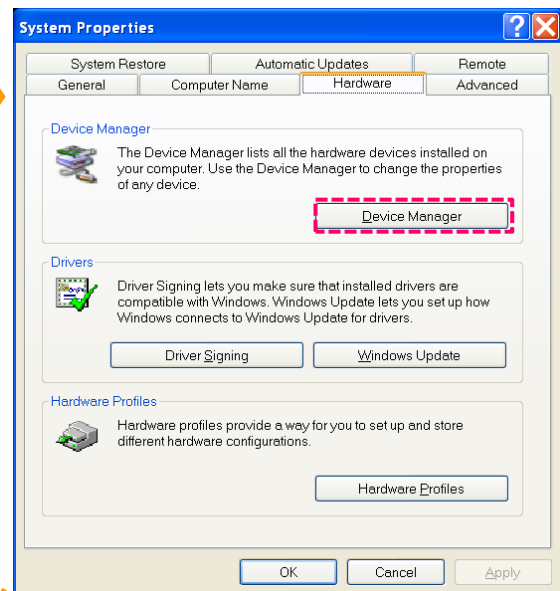 System Properties
System Restore Automatic Updates Remote
General Computer Name Hardware Advanced
Device Manager
The Device Manager lists all the hardware devices installed on
your computer. Use the Device Manager to change the properties
of any device.
Device Manager
Drivers
Driver Signing lets you make sure that installed drivers are
compatible with Windows. Windows Update lets you set up how
Windows connects to Windows Update for drivers.
Driver Signing Windows Update
Hardware Profiles
Hardware profiles provide a way for you to set up and store
different hardware configurations.
Hardware Profiles
OK Cancel Apply